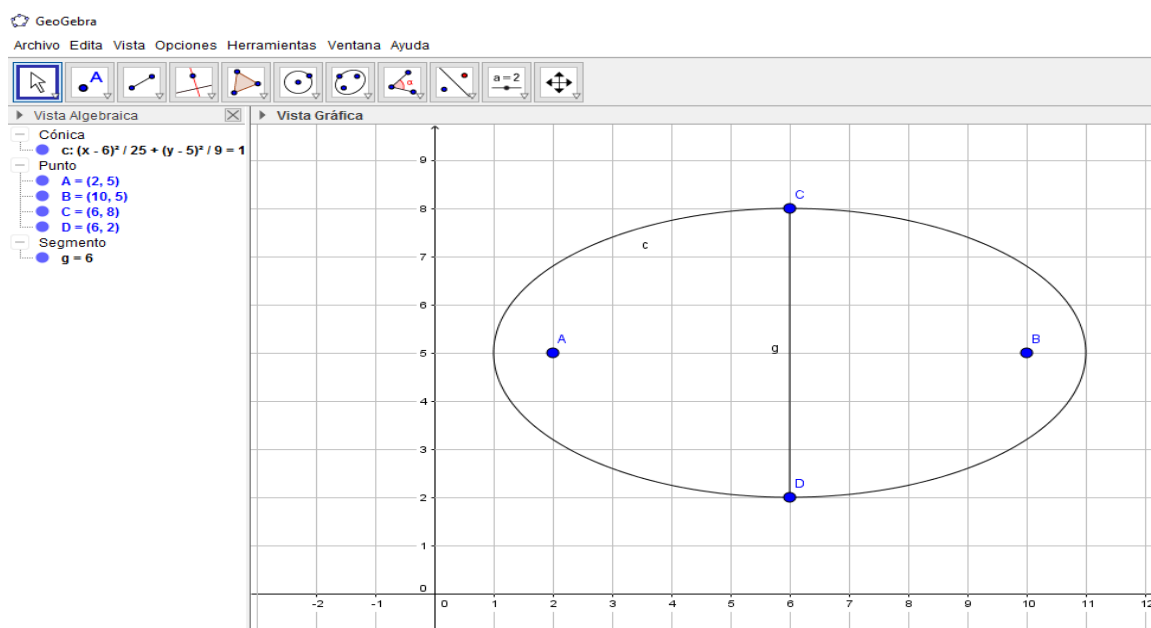 GeoGebra
Archivo Edita Vista Opciones Herramientas Ventana Ayuda
A
α
a = 2
Vista Algebraica
Vista Gráfica
Cónica
c: (x - 6)² / 25 + (y - 5)² / 9 = 1
Punto
A = (2, 5)
B = (10, 5)
C = (6, 8)
D = (6, 2)
Segmento
g = 6
9
C
8
c
7
6
A
B
g
5
4
3
D
2
1
0
-2 -1 0 1 2 3 4 5 6 7 8 9 10 11 12